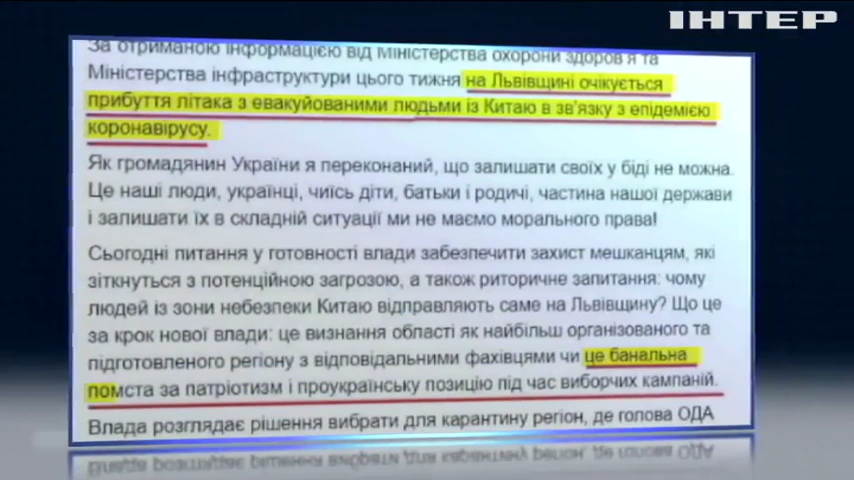 ІНТЕР
За отриманою інформацією від Міністерства охорони здоров'я та
Міністерства інфраструктури цього тижня на Львівщині очікується
прибуття літака з евакуйованими людьми із Китаю в зв'язку з епідемією
коронавірусу.
Як громадянин України я переконаний, що залишати своїх у біді не можна.
Це наші люди, українці, чиїсь діти, батьки і родичі, частина нашої держави
і залишати їх в складній ситуації ми не маємо морального права!
Сьогодні питання у готовності влади забезпечити захист мешканцям, які
зіткнуться з потенційною загрозою, а також риторичне запитання: чому
людей із зони небезпеки Китаю відправляють саме на Львівщину? Що це
за крок нової влади: це визнання області як найбільш організованого та
підготовленого регіону з відповідальними фахівцями чи це банальна
помста за патріотизм і проукраїнську позицію під час виборчих кампаній.
Влада розглядає рішення вибрати для карантину регіон, де голова ОДА